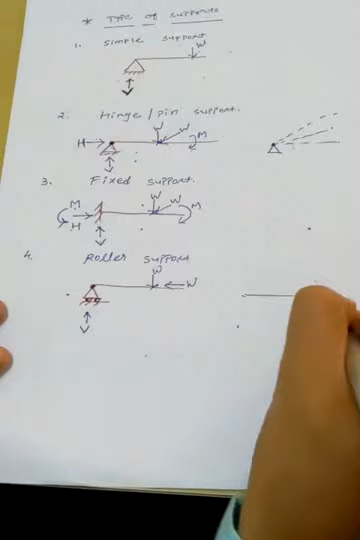 * TYPE of supports
1. Simple support
W
2. Hinge / pin support.
H W W M
3. Fixed support.
M H W W M
4. Roller support
W W